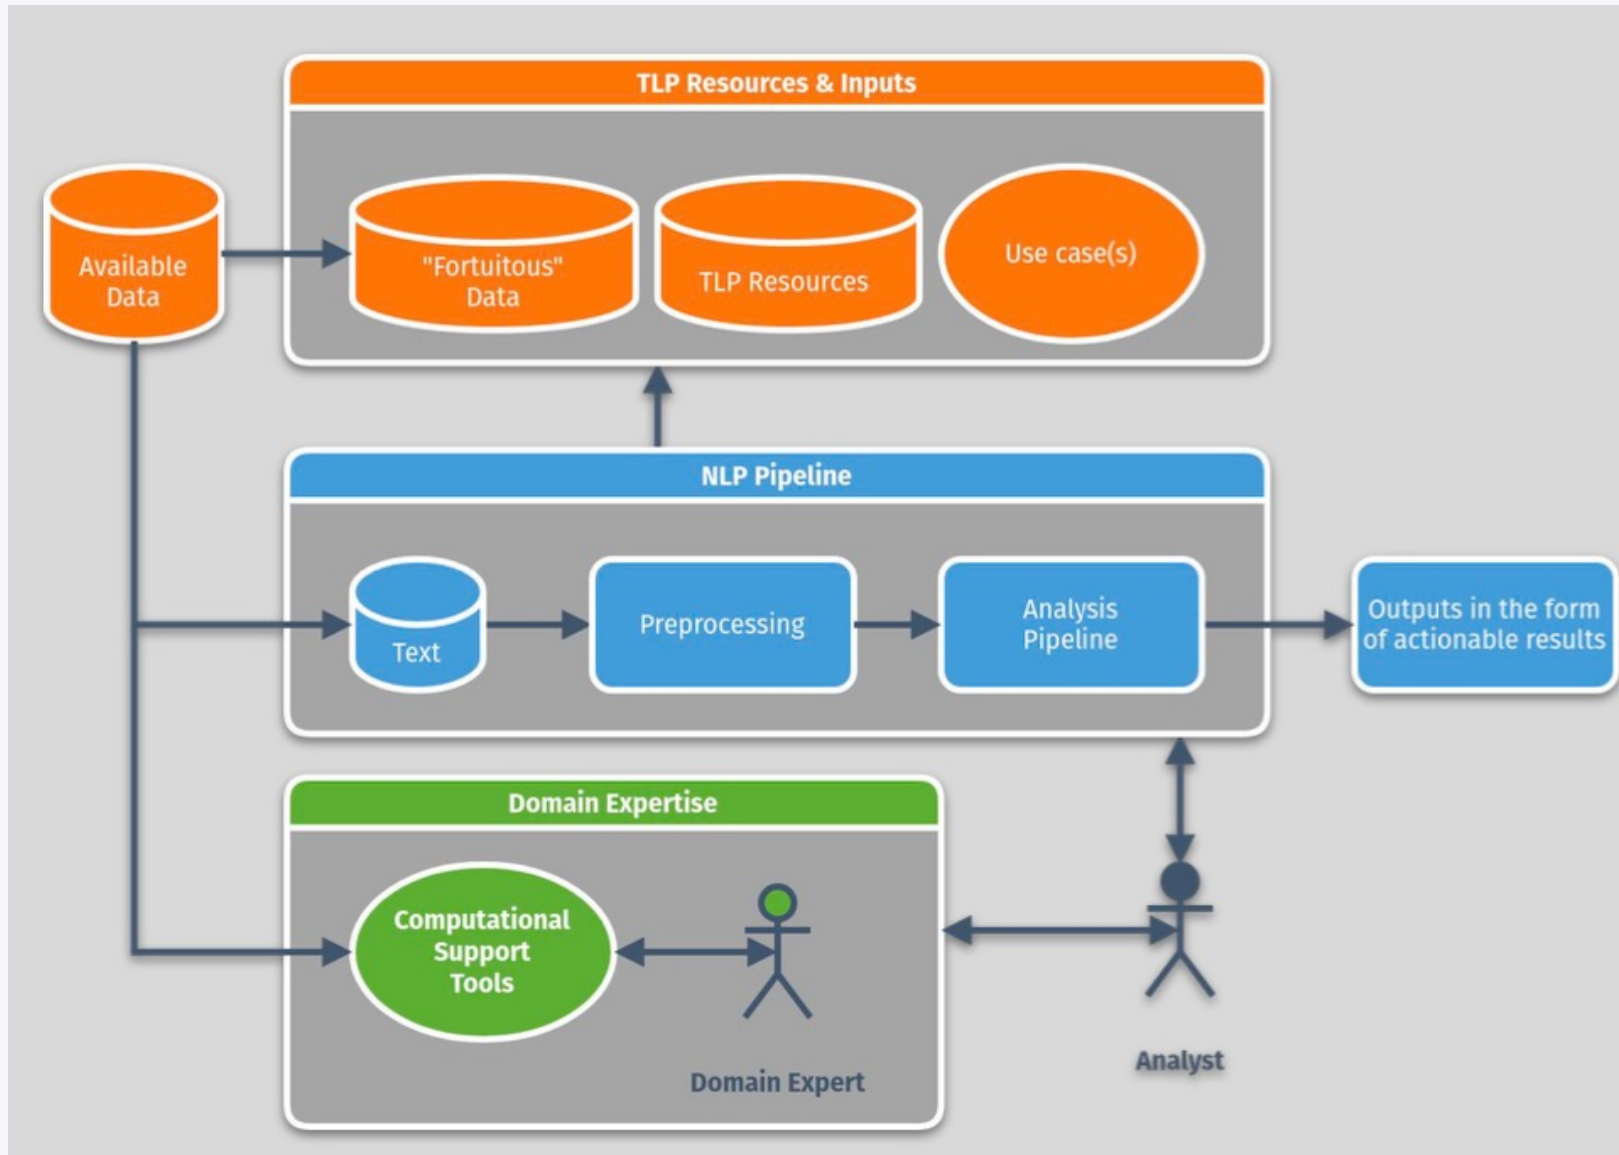 TLP Resources & Inputs
Available
Data
"Fortuitous"
Data
TLP Resources
Use case(s)
NLP Pipeline
Text
Preprocessing
Analysis
Pipeline
Outputs in the form
of actionable results
Domain Expertise
Computational
Support
Tools
Domain Expert
Analyst